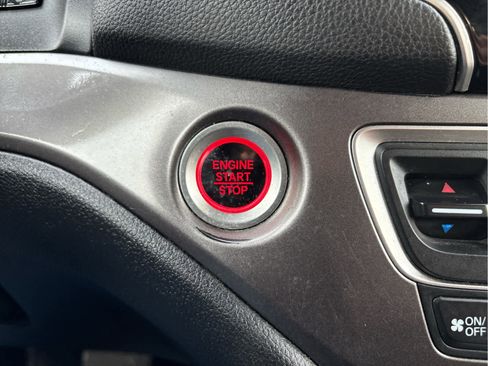 ENGINE
START
STOP
ON/
OFF